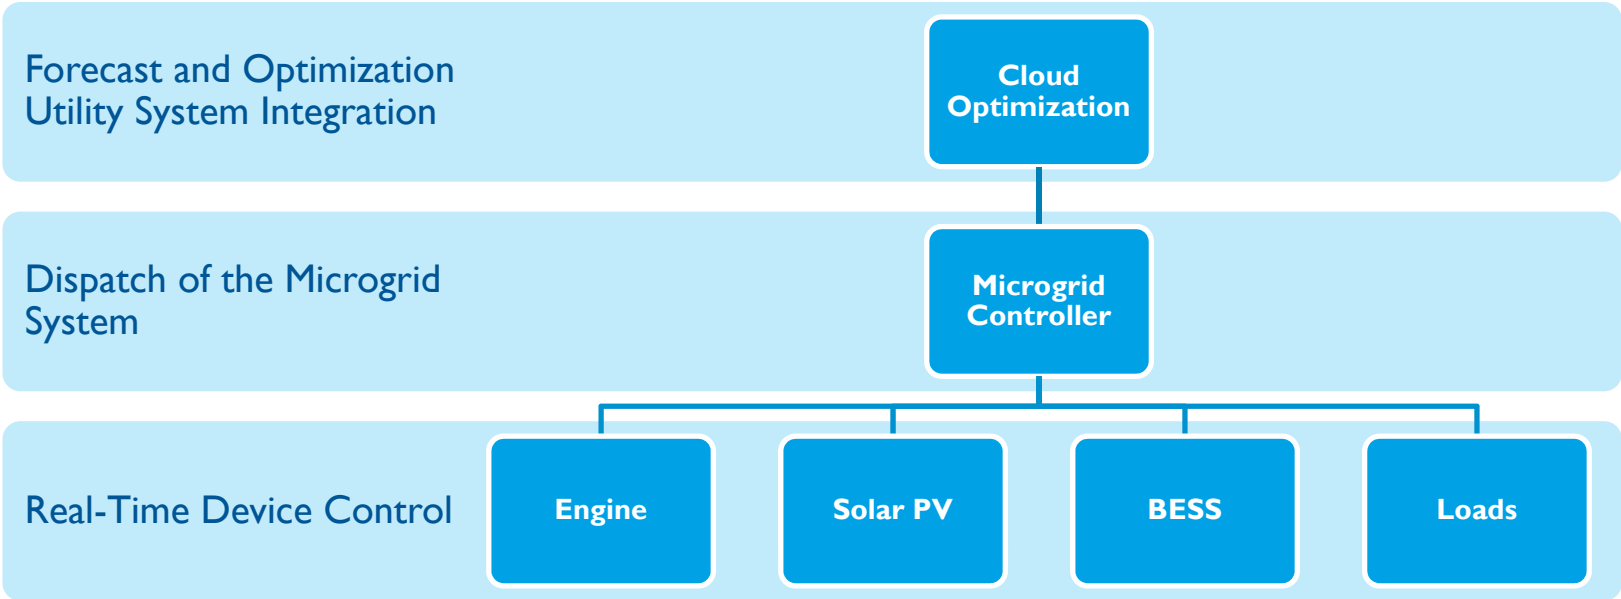 Forecast and Optimization
Utility System Integration
Cloud
Optimization
Dispatch of the Microgrid
System
Microgrid
Controller
Real-Time Device Control
Engine
Solar PV
BESS
Loads